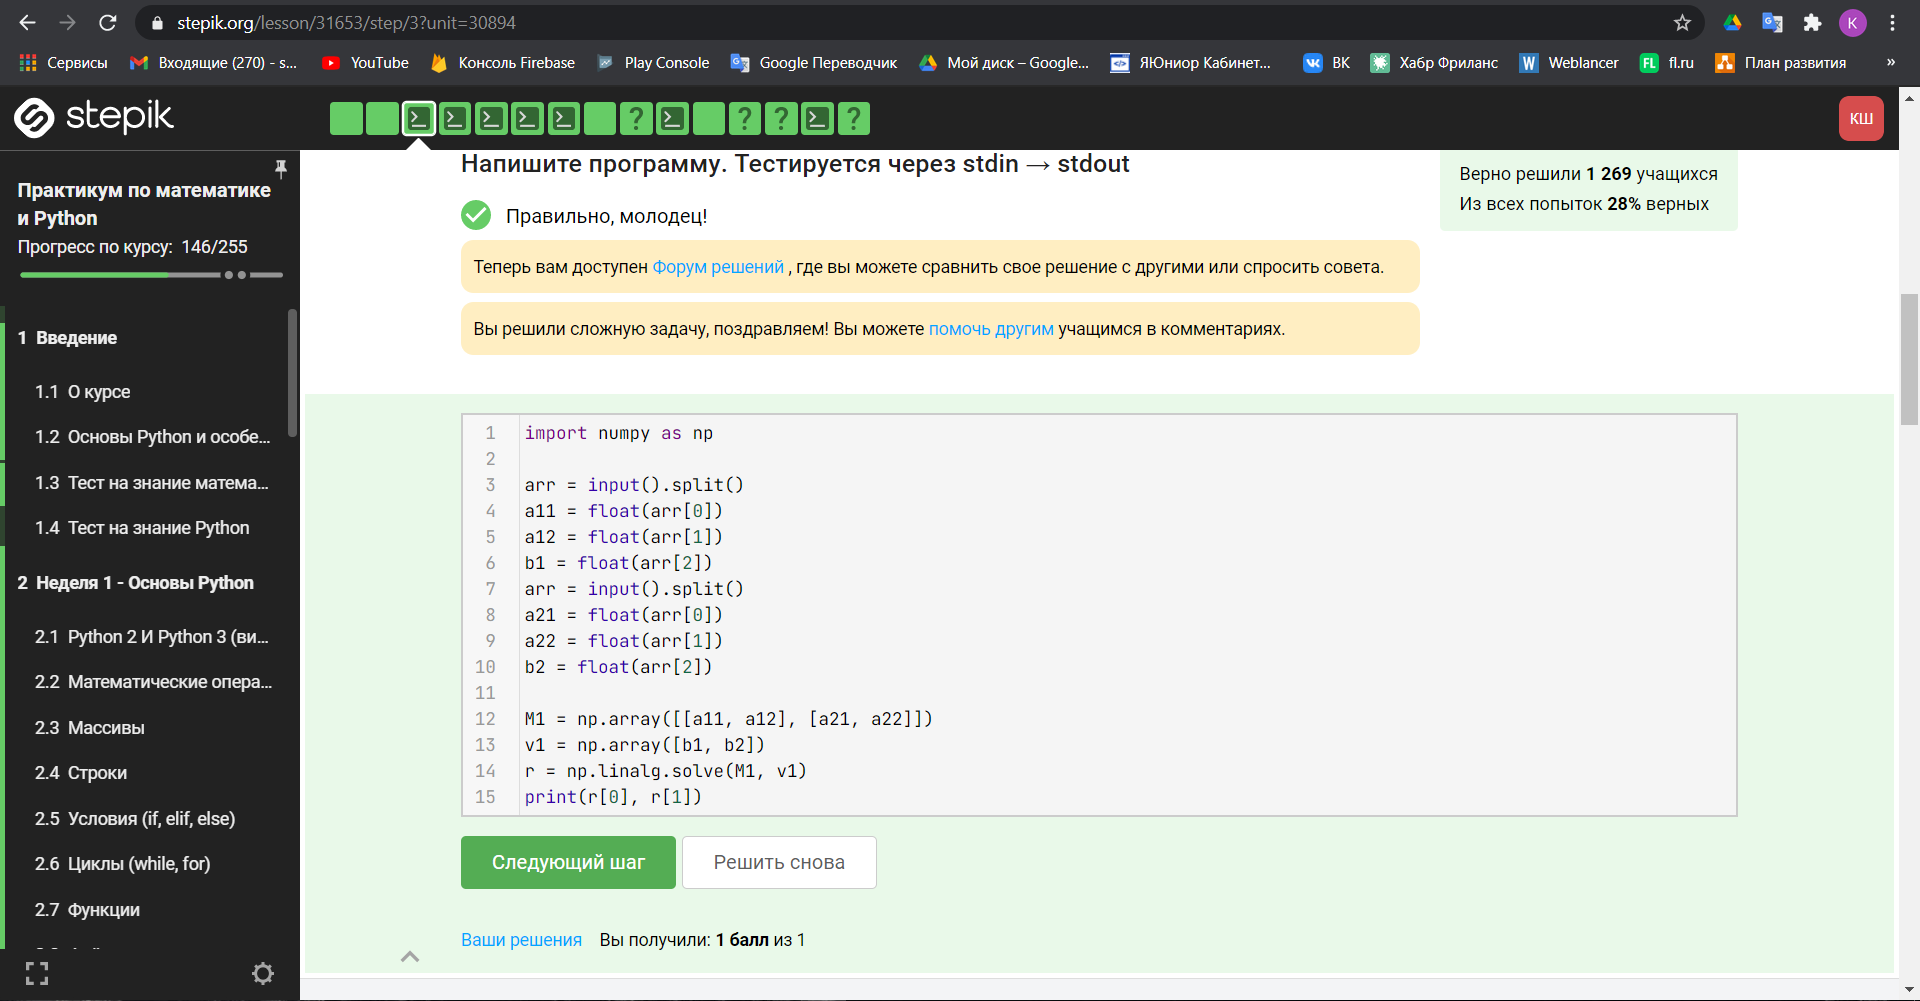 stepik.org/lesson/31653/step/3?unit=30894
K
Сервисы
Входящие (270) - s...
YouTube
Консоль Firebase
Play Console
Google Переводчик
Мой диск – Google...
ЯЮниор Кабинет...
ВК
Хабр Фриланс
W Weblancer
FL fl.ru
План развития
»
stepik
? ? ? ?
КШ
Практикум по математике
и Python
Прогресс по курсу: 146/255
1 Введение
1.1 О курсе
1.2 Основы Python и особе...
1.3 Тест на знание матема...
1.4 Тест на знание Python
2 Неделя 1 - Основы Python
2.1 Python 2 И Python 3 (ви...
2.2 Математические опера...
2.3 Массивы
2.4 Строки
2.5 Условия (if, elif, else)
2.6 Циклы (while, for)
2.7 Функции
Напишите программу. Тестируется через stdin → stdout
Правильно, молодец!
Теперь вам доступен Форум решений , где вы можете сравнить свое решение с другими или спросить совета.
Вы решили сложную задачу, поздравляем! Вы можете помочь другим учащимся в комментариях.
Верно решили 1 269 учащихся
Из всех попыток 28% верных
1 import numpy as np
2
3 arr = input().split()
4 a11 = float(arr[0])
5 a12 = float(arr[1])
6 b1 = float(arr[2])
7 arr = input().split()
8 a21 = float(arr[0])
9 a22 = float(arr[1])
10 b2 = float(arr[2])
11
12 M1 = np.array([[a11, a12], [a21, a22]])
13 v1 = np.array([b1, b2])
14 r = np.linalg.solve(M1, v1)
15 print(r[0], r[1])
Следующий шаг
Решить снова
Ваши решения Вы получили: 1 балл из 1